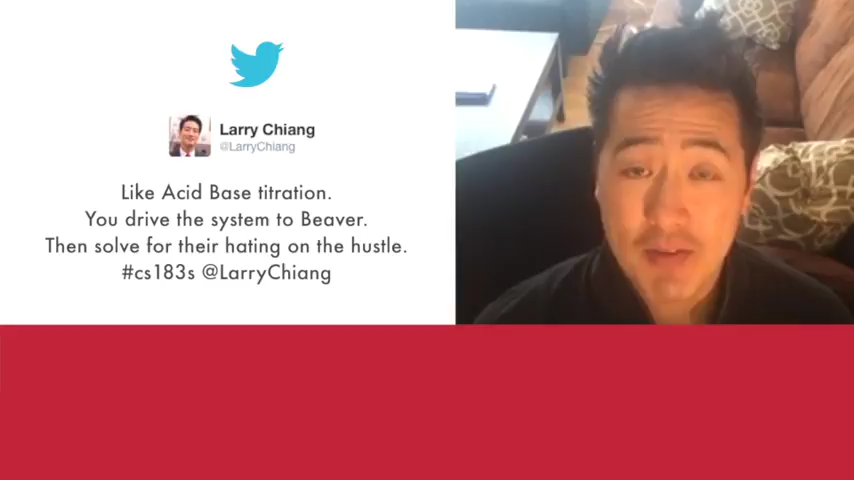 Larry Chiang
@LarryChiang
Like Acid Base titration.
You drive the system to Beaver.
Then solve for their hating on the hustle.
#cs183s @LarryChiang